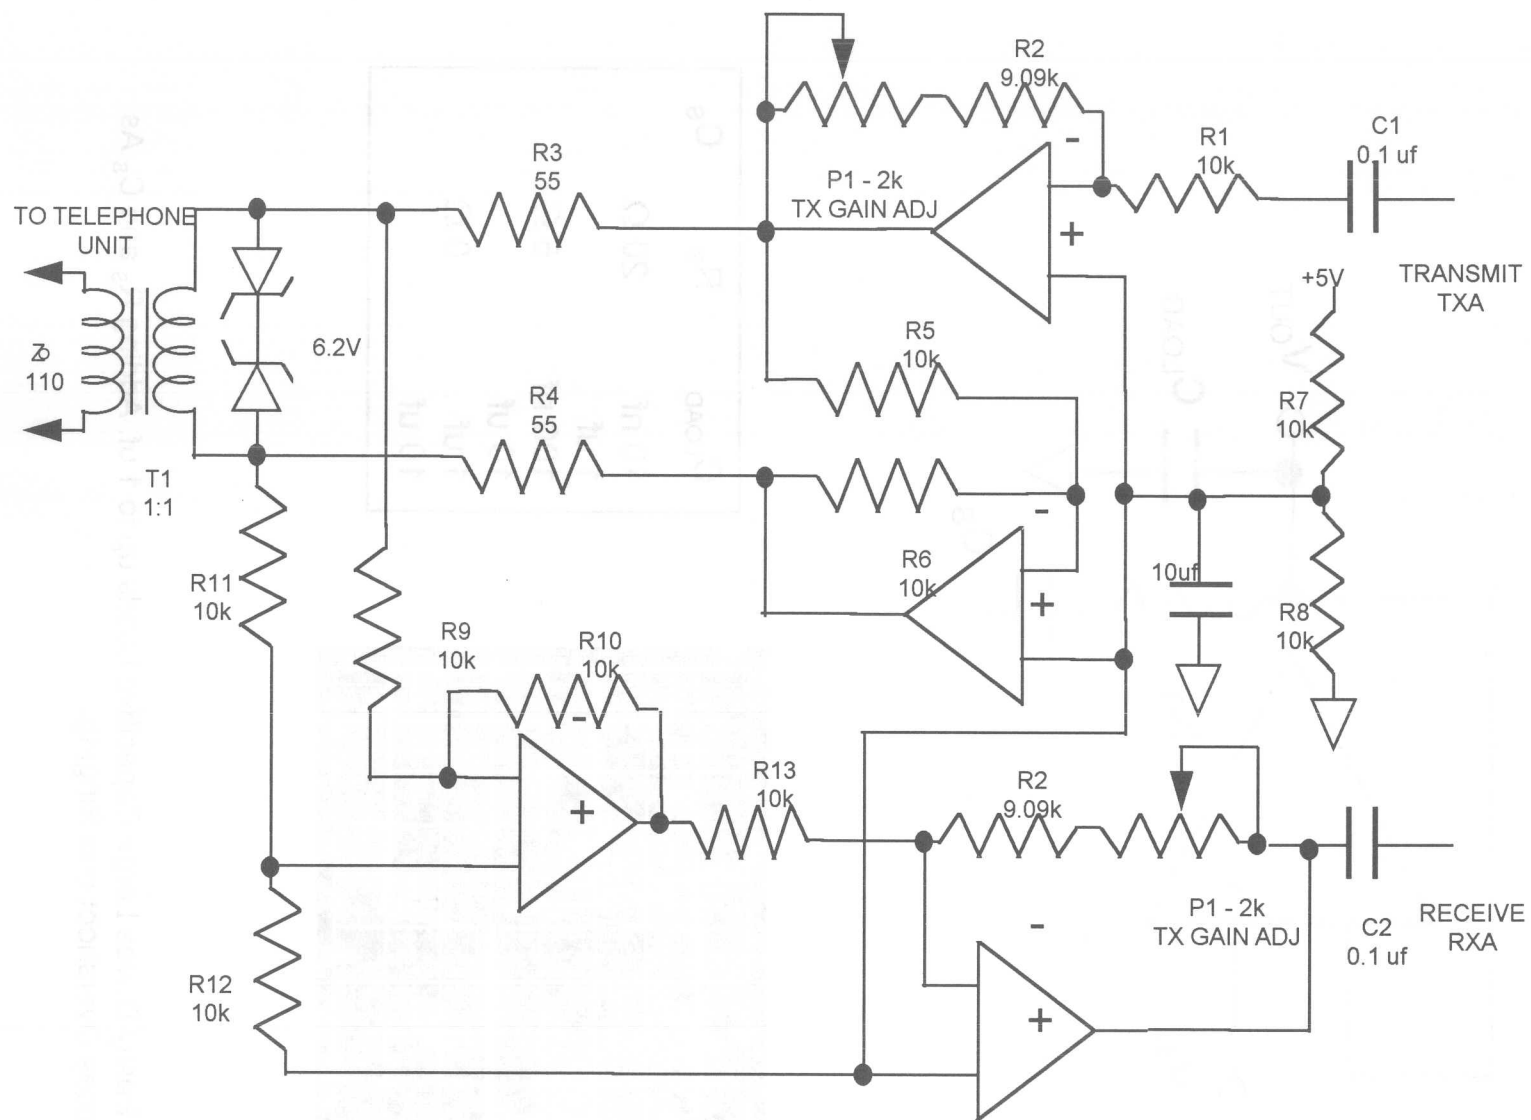 R2
9.09k
R1
10k
C1
0.1 uf
P1 - 2k
TX GAIN ADJ
-
+
R3
55
TO TELEPHONE
UNIT
TRANSMIT
TXA
+5V
Zo
110
6.2V
R5
10k
R4
55
R7
10k
T1
1:1
-
R6
10k
+
10uf
R8
10k
R11
10k
R9
10k
R10
10k
-
+
R13
10k
R2
9.09k
P1 - 2k
TX GAIN ADJ
C2
0.1 uf
RECEIVE
RXA
-
+
R12
10k